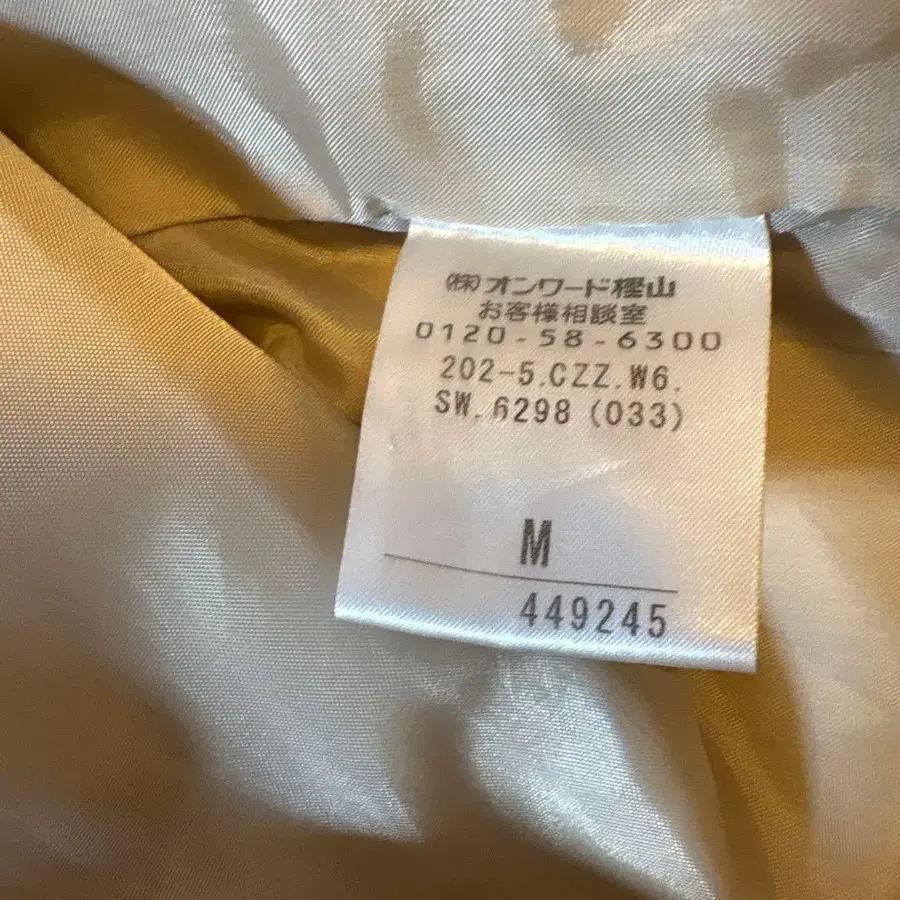 ㈱オンワード樫山
お客様相談室
0120-58-6300
202-5.CZZ.W6.
SW.6298(033)
M
449245